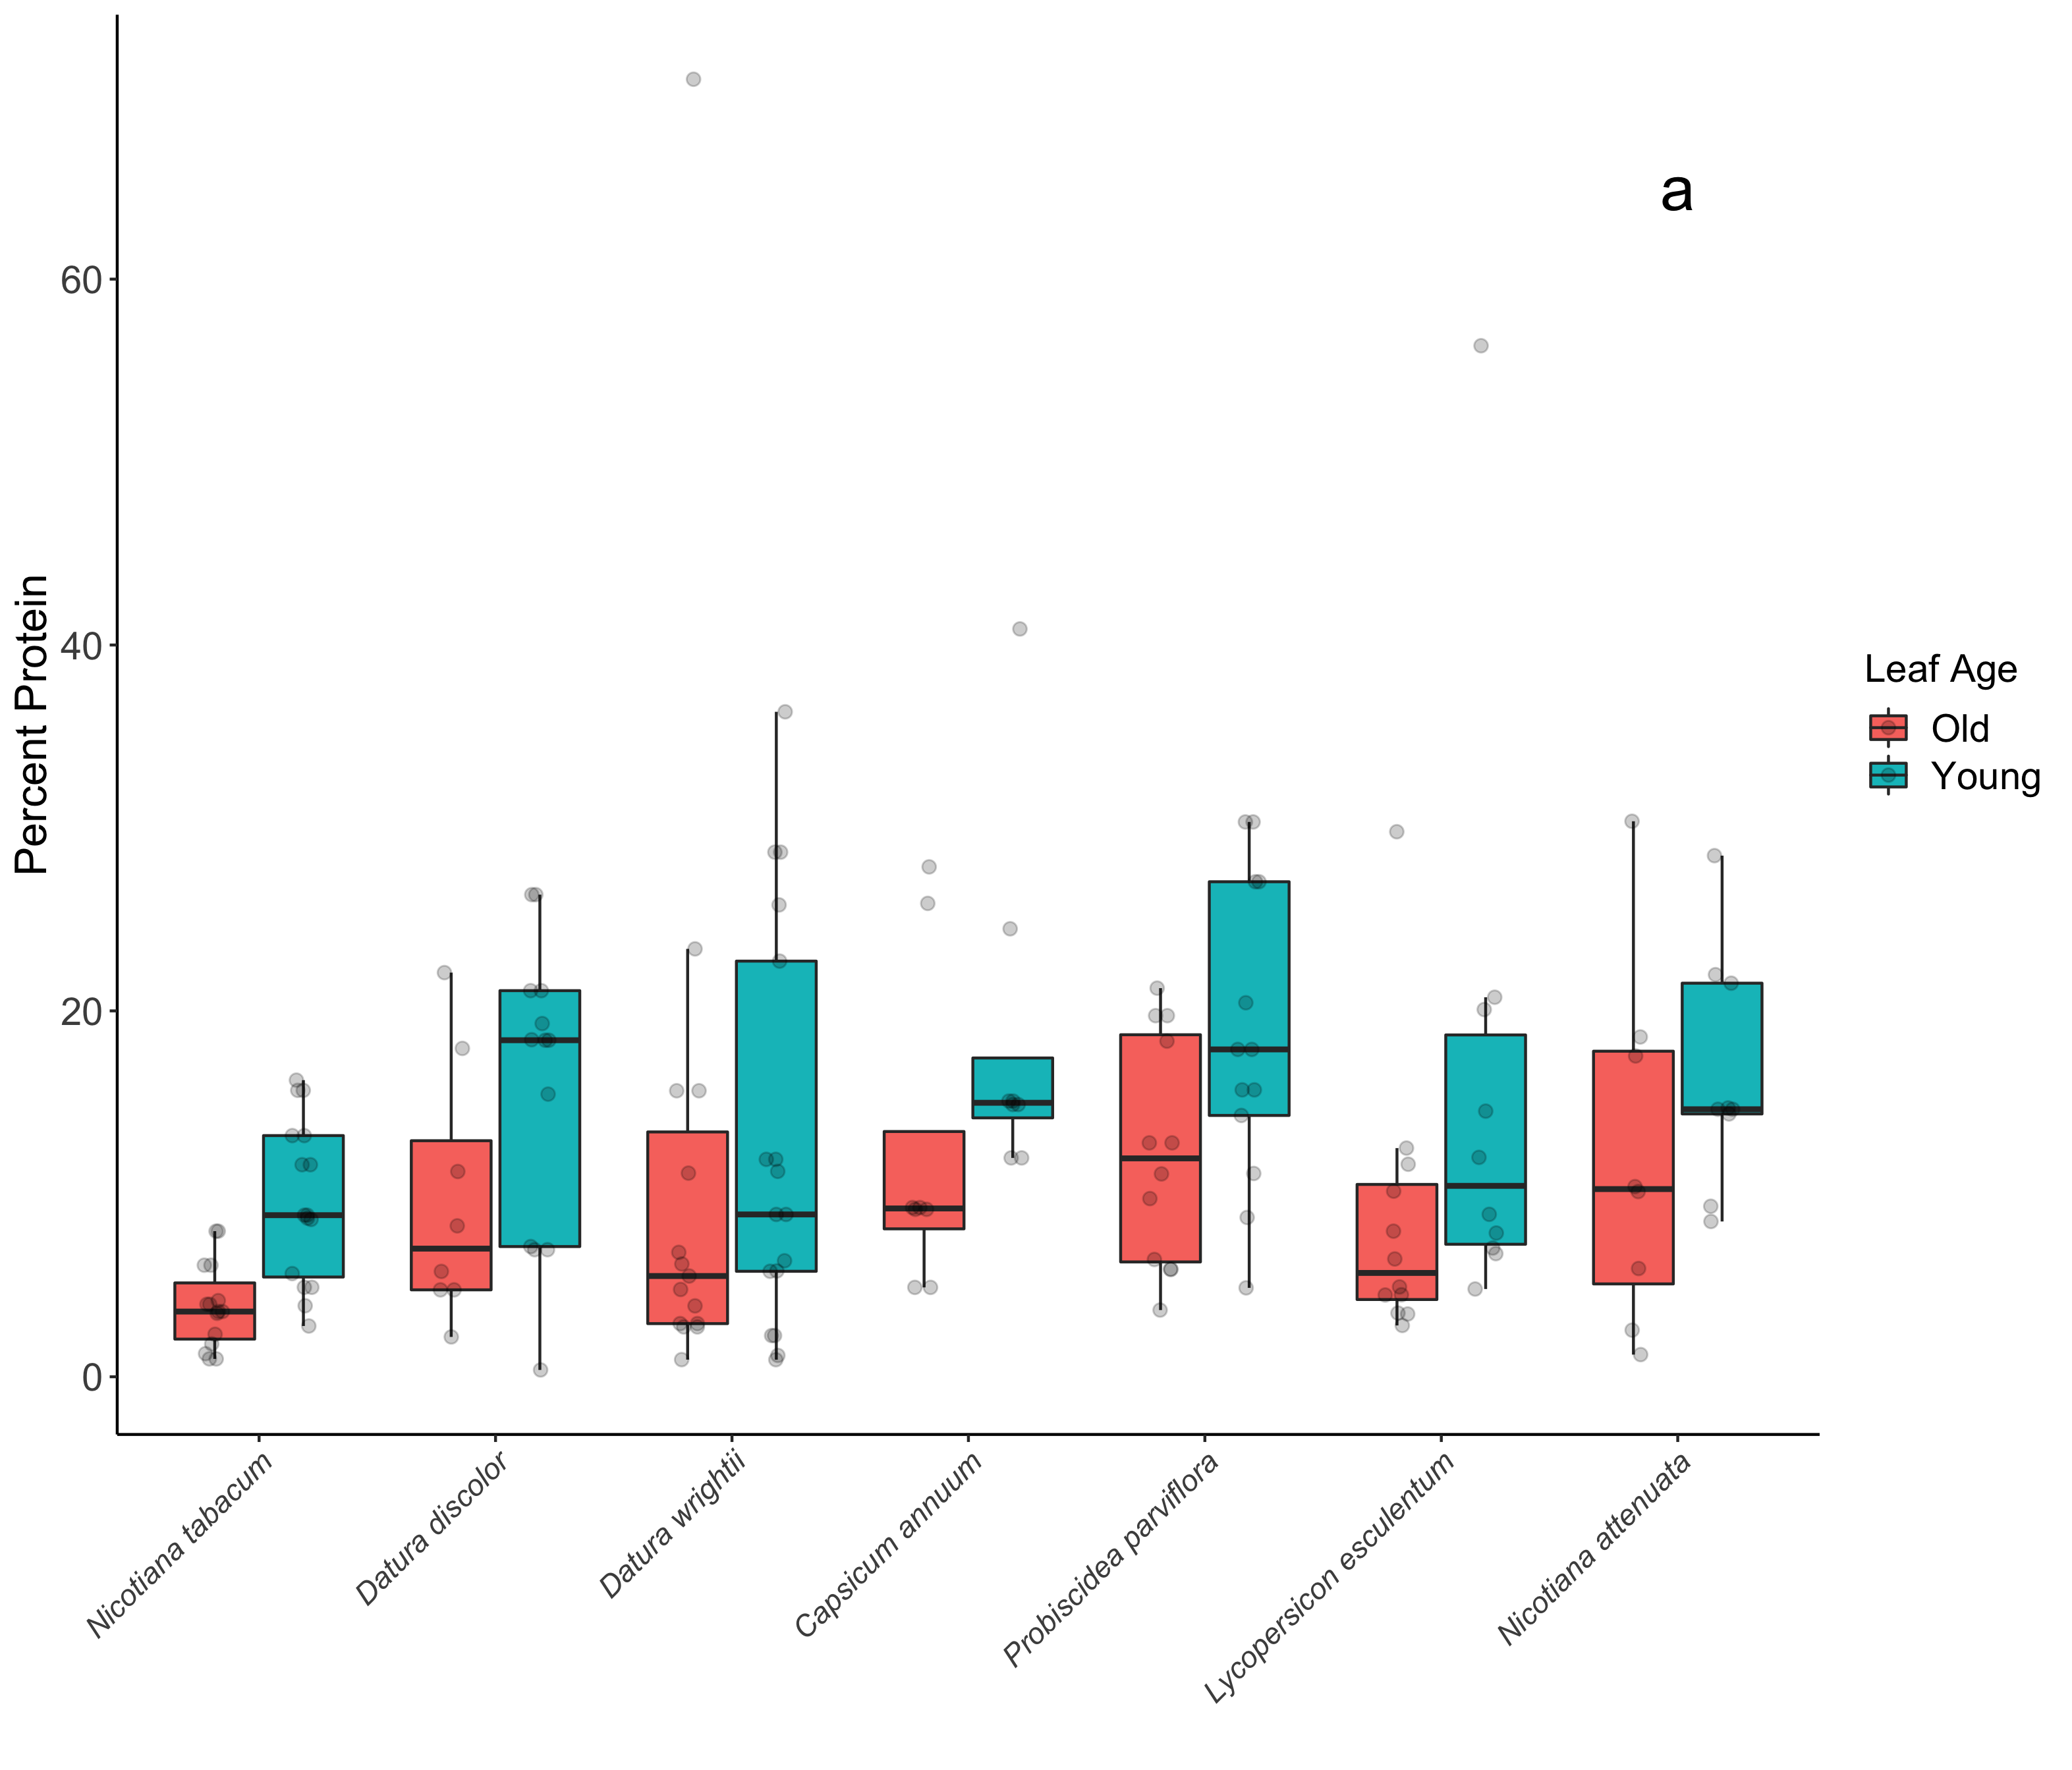 a
60
40
20
0
Percent Protein
Leaf Age
Old
Young
Nicotiana tabacum
Datura discolor
Datura wrightii
Capsicum annuum
Probiscidea parviflora
Lycopersicon esculentum
Nicotiana attenuata